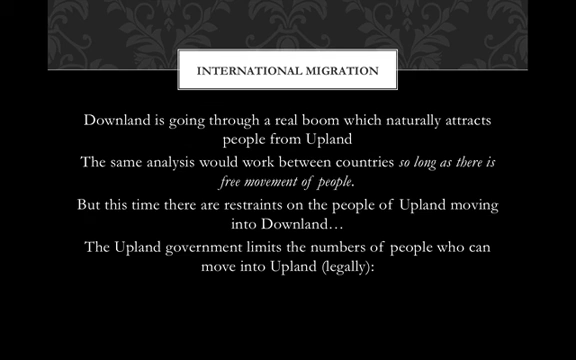 INTERNATIONAL MIGRATION
Downland is going through a real boom which naturally attracts
people from Upland
The same analysis would work between countries so long as there is
free movement of people.
But this time there are restraints on the people of Upland moving
into Downland…
The Upland government limits the numbers of people who can
move into Upland (legally):